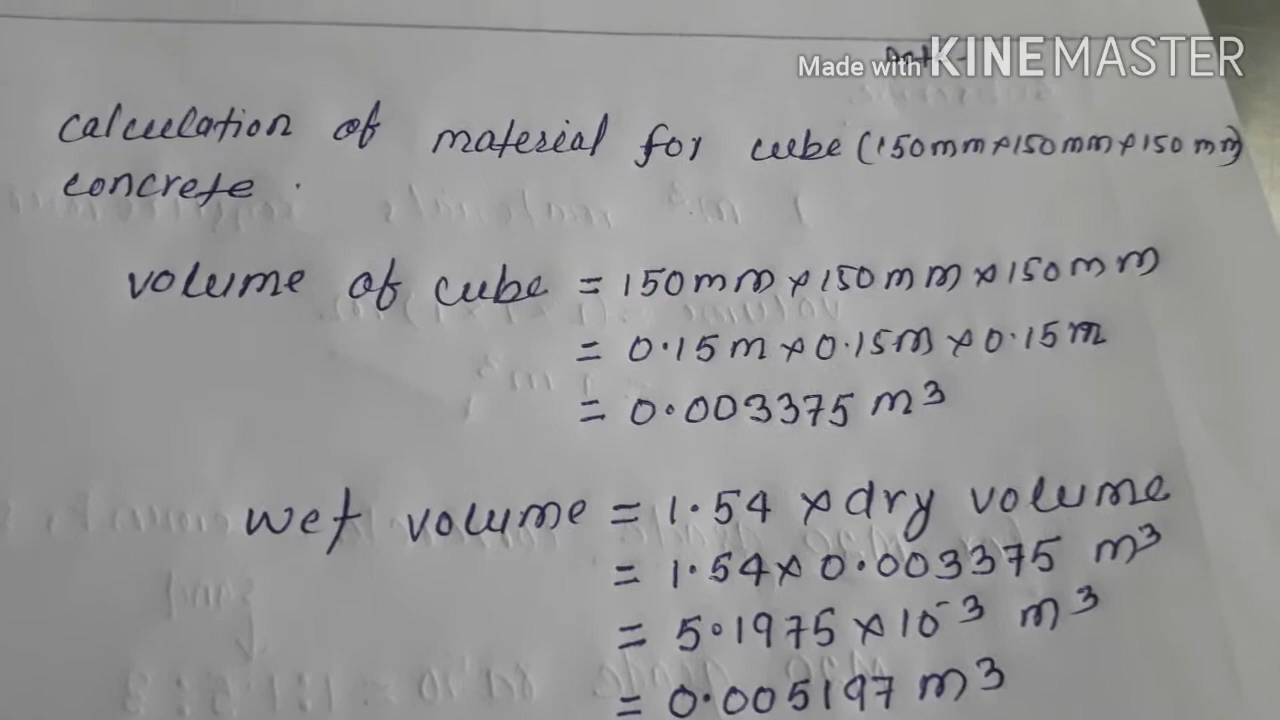 Made with KINEMASTER
calculation of material for cube (150mm×150mm×150mm)
concrete.
volume of cube = 150mm×150mm×150mm
= 0.15m×0.15m×0.15m
= 0.003375 m³
wet volume = 1.54 × dry volume
= 1.54×0.003375 m³
= 5.1975×10⁻³ m³
= 0.005197 m³